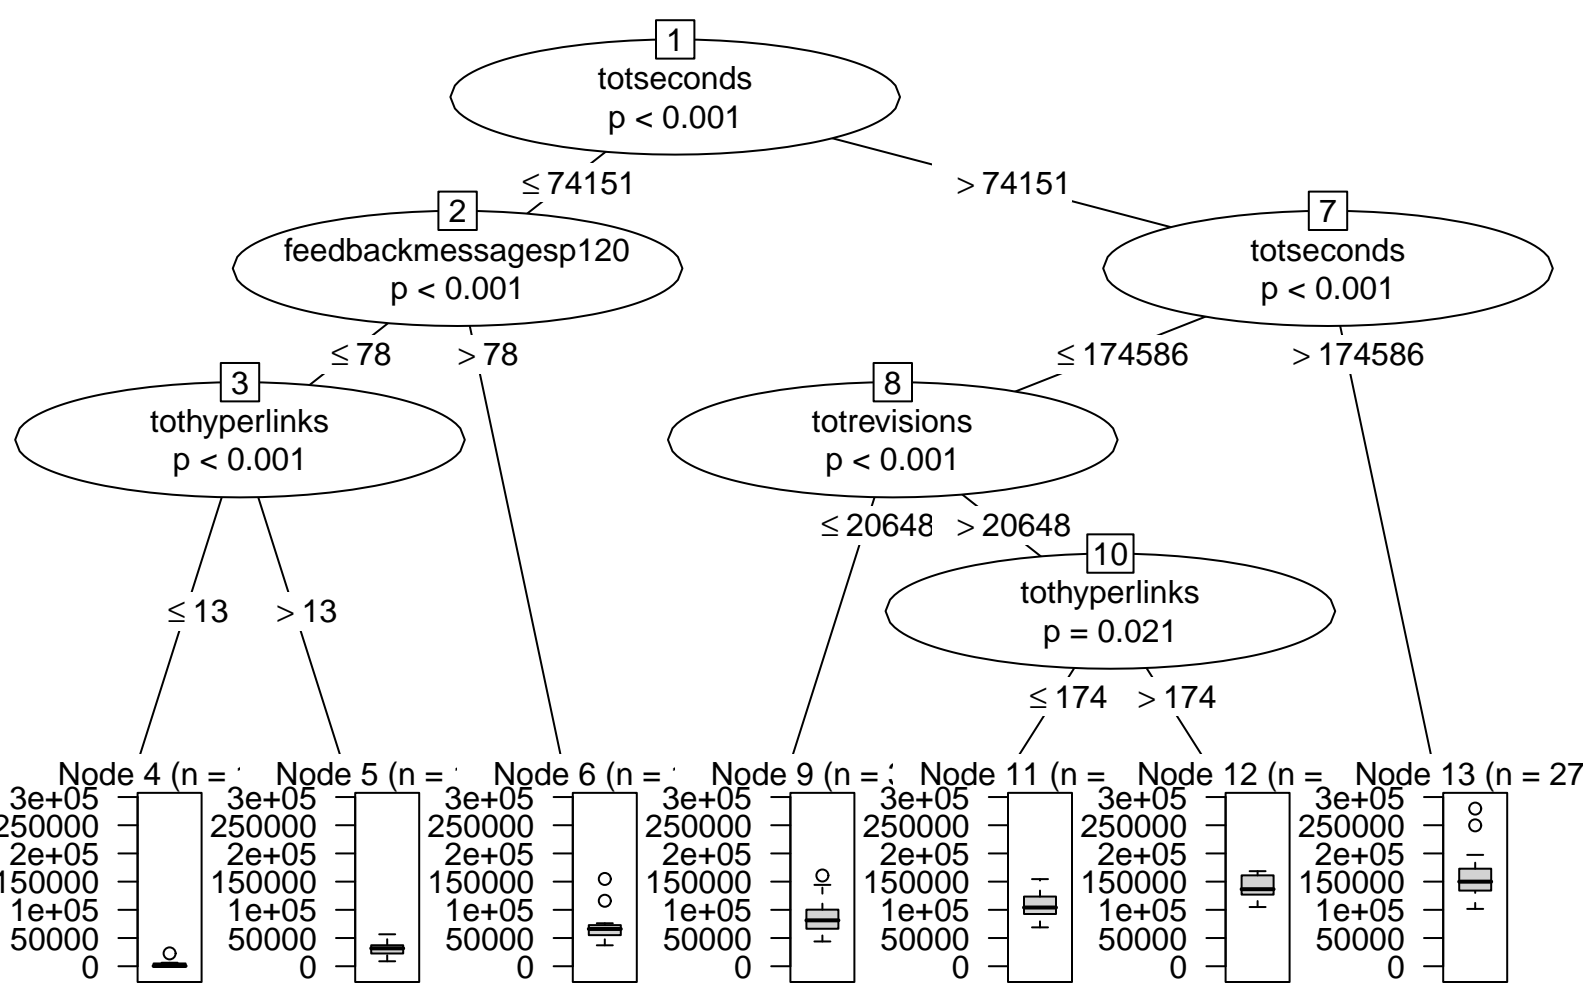 1
totseconds
p < 0.001
≤ 74151
> 74151
2
feedbackmessagesp120
p < 0.001
7
totseconds
p < 0.001
≤ 78
> 78
≤ 174586
> 174586
3
tothyperlinks
p < 0.001
8
totrevisions
p < 0.001
≤ 20648
> 20648
10
tothyperlinks
p = 0.021
≤ 13
> 13
≤ 174
> 174
Node 4 (n =
3e+05
250000
2e+05
150000
1e+05
50000
0
Node 5 (n =
3e+05
250000
2e+05
150000
1e+05
50000
0
Node 6 (n =
3e+05
250000
2e+05
150000
1e+05
50000
0
Node 9 (n =
3e+05
250000
2e+05
150000
1e+05
50000
0
Node 11 (n =
3e+05
250000
2e+05
150000
1e+05
50000
0
Node 12 (n =
3e+05
250000
2e+05
150000
1e+05
50000
0
Node 13 (n = 27
3e+05
250000
2e+05
150000
1e+05
50000
0